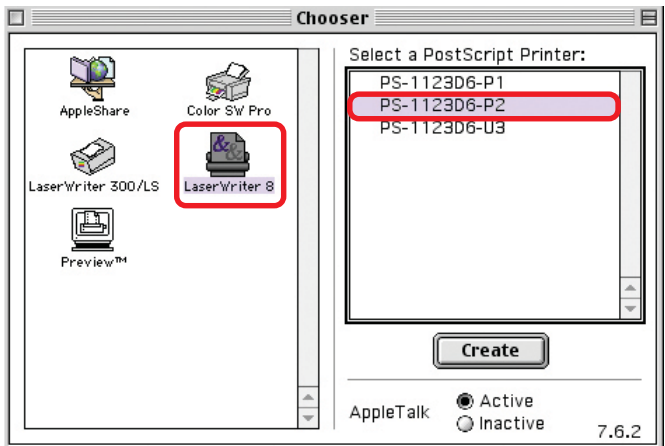 Chooser
AppleShare
Color SW Pro
LaserWriter 300/LS
LaserWriter 8
Preview™
Select a PostScript Printer:
PS-1123D6-P1
PS-1123D6-P2
PS-1123D6-U3
Create
AppleTalk
Active
Inactive
7.6.2